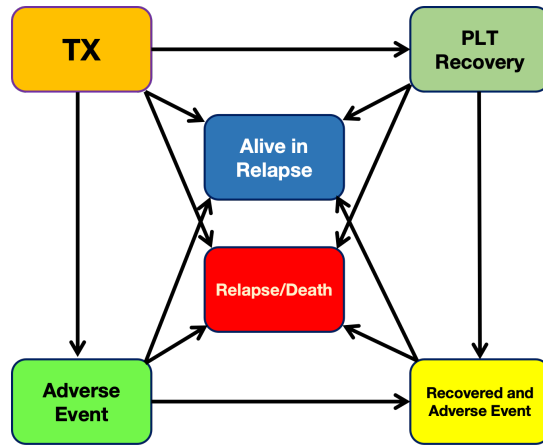 TX
PLT
Recovery
Alive in
Relapse
Relapse/Death
Adverse
Event
Recovered and
Adverse Event